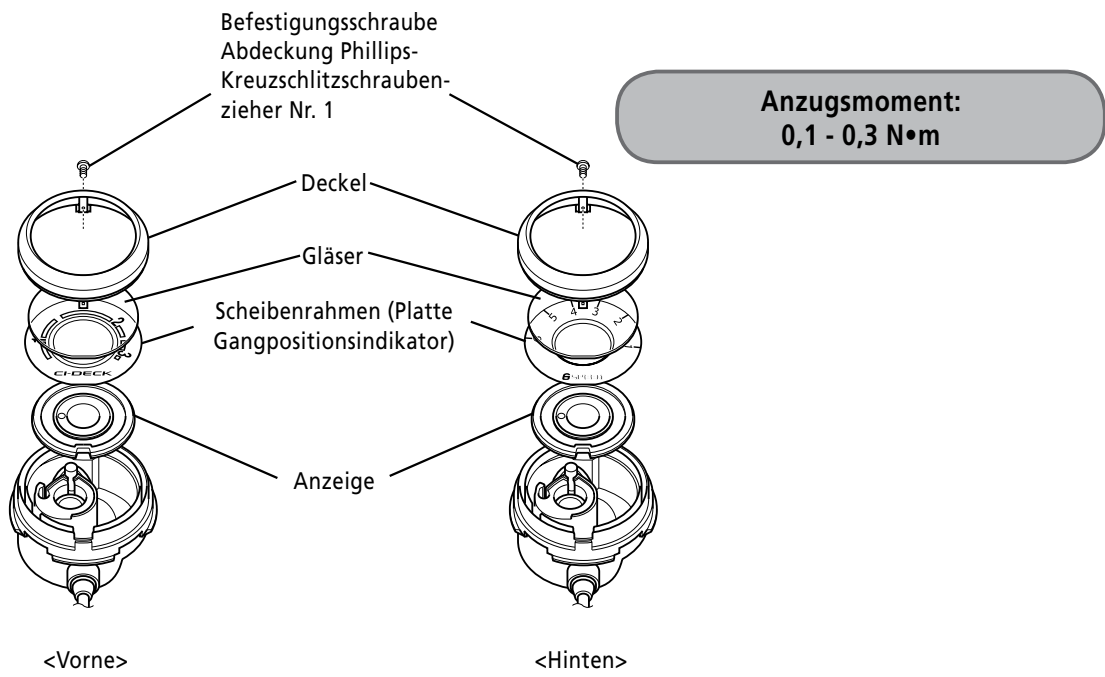 Befestigungsschraube
Abdeckung Phillips-
Kreuzschlitzschrauben-
zieher Nr. 1
Anzugsmoment:
0,1 - 0,3 N•m
Deckel
Gläser
Scheibenrahmen (Platte
Gangpositionsindikator)
5 4 3 2
2
CI-DECK
6 SPEED
Anzeige
<Vorne>
<Hinten>